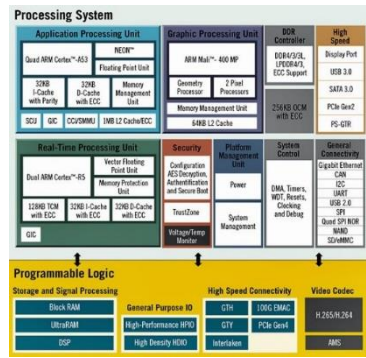 Processing System
Application Processing Unit
NEON™
Quad ARM Cortex™-A53
Floating Point Unit
32KB
I-Cache
with Parity
32KB
D-Cache
with ECC
Memory
Management
Unit
SCU
GIC
CCI/SMMU
1MB L2 Cache/ECC
Graphic Processing Unit
ARM Mali™- 400 MP
Geometry
Processor
2 Pixel
Processors
Memory Management Unit
64KB L2 Cache
DDR
Controller
DDR4/3/3L,
LPDDR4/3,
ECC Support
256KB OCM
with ECC
High
Speed
Display Port
USB 3.0
SATA 3.0
PCIe Gen2
PS-GTR
Real-Time Processing Unit
Vector Floating
Point Unit
Dual ARM Cortex™-R5
Memory Protection
Unit
128KB TCM
with ECC
32KB I-Cache
with ECC
32KB D-Cache
with ECC
GIC
Security
Configuration
AES Decryption,
Authentification
and Secure Boot
TrustZone
Voltage/Temp
Monitor
Platform
Management
Unit
Power
System
Management
System
Control
DMA, Timers,
WDT, Resets,
Clocking
and Debug
General
Connectivity
Gigabit Ethernet
CAN
I2C
UART
USB 2.0
SPI
Quad SPI NOR
NAND
SD/eMMC
Programmable Logic
Storage and Signal Processing
Block RAM
UltraRAM
DSP
General Purpose IO
High-Performance HPIO
High Density HDIO
High Speed Connectivity
GTH
100G EMAC
GTY
PCIe Gen4
Interlaken
Video Codec
H.265/H.264
AMS